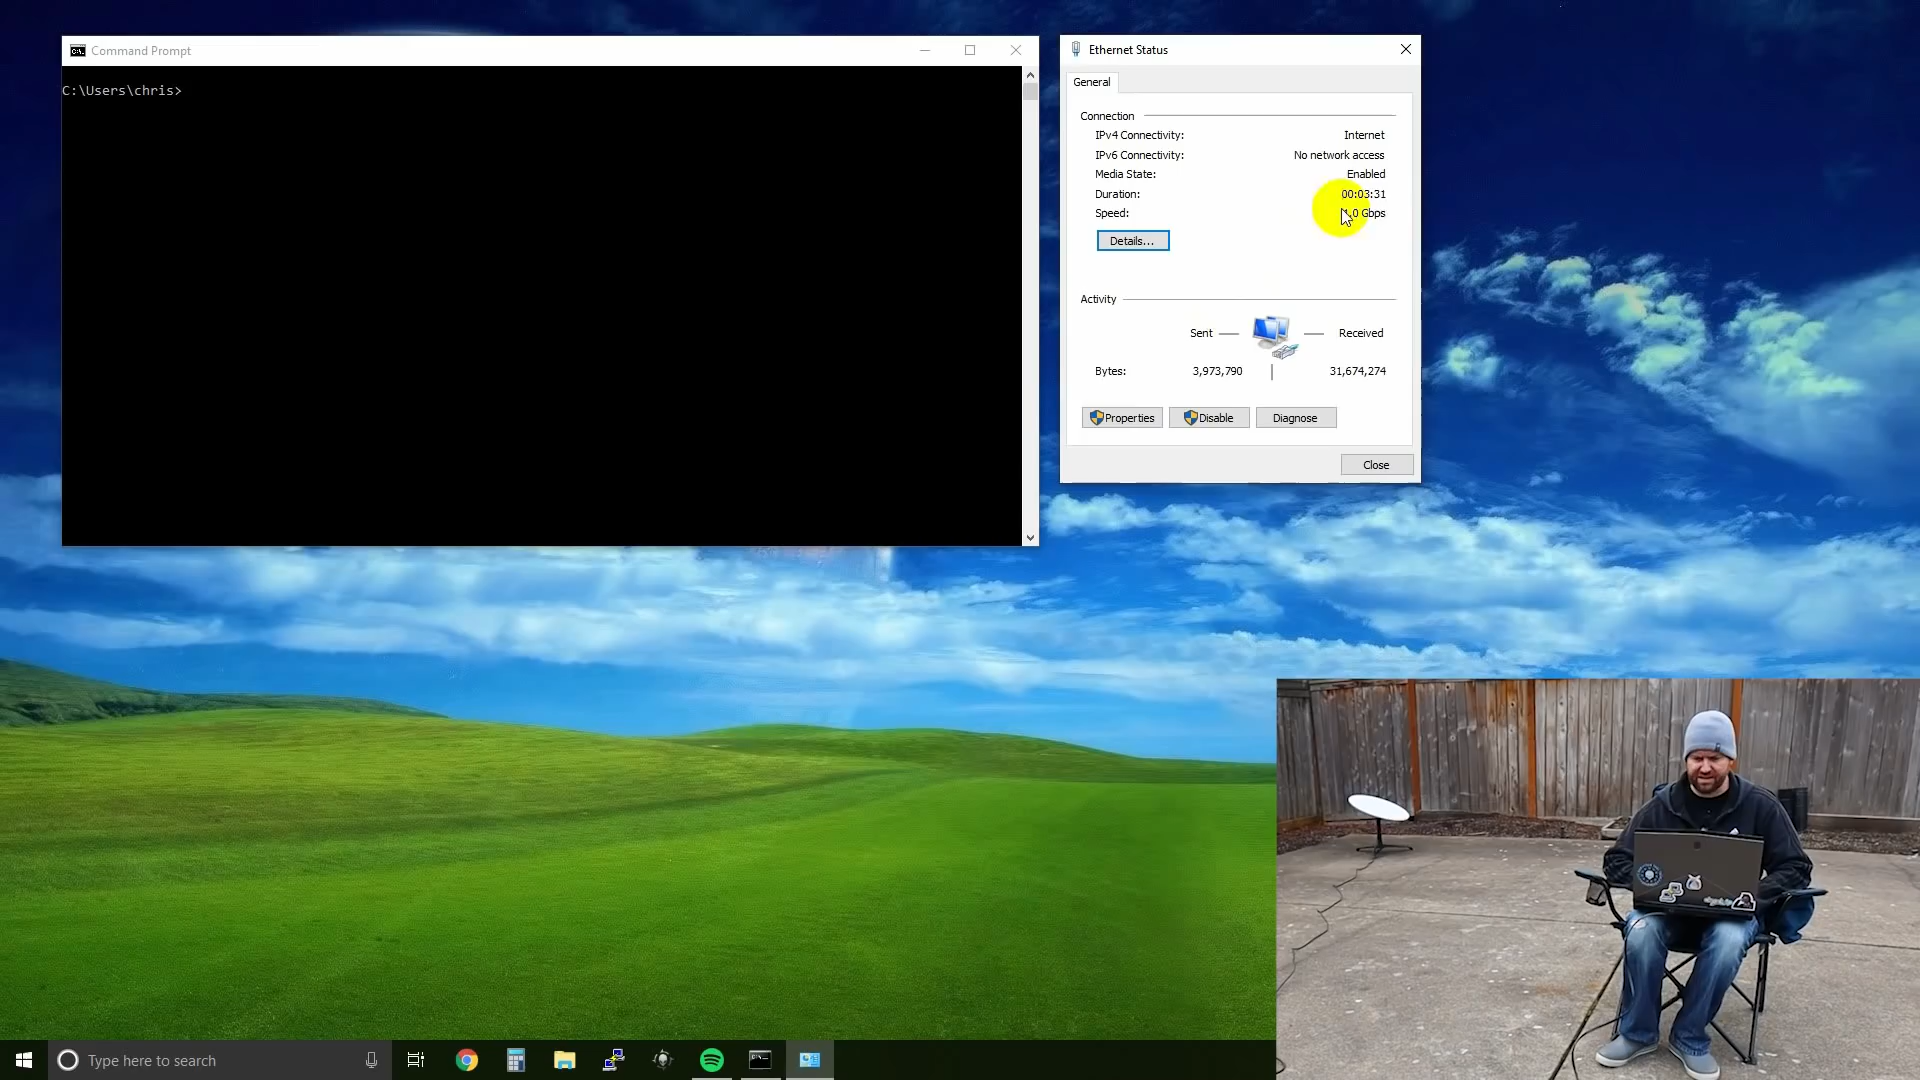 Command Prompt
C:\Users\chris>
Ethernet Status
General
Connection
IPv4 Connectivity: Internet
IPv6 Connectivity: No network access
Media State: Enabled
Duration: 00:03:31
Speed: 1.0 Gbps
Details...
Activity
Sent Received
Bytes: 3,973,790 31,674,274
Properties Disable Diagnose
Close
Type here to search